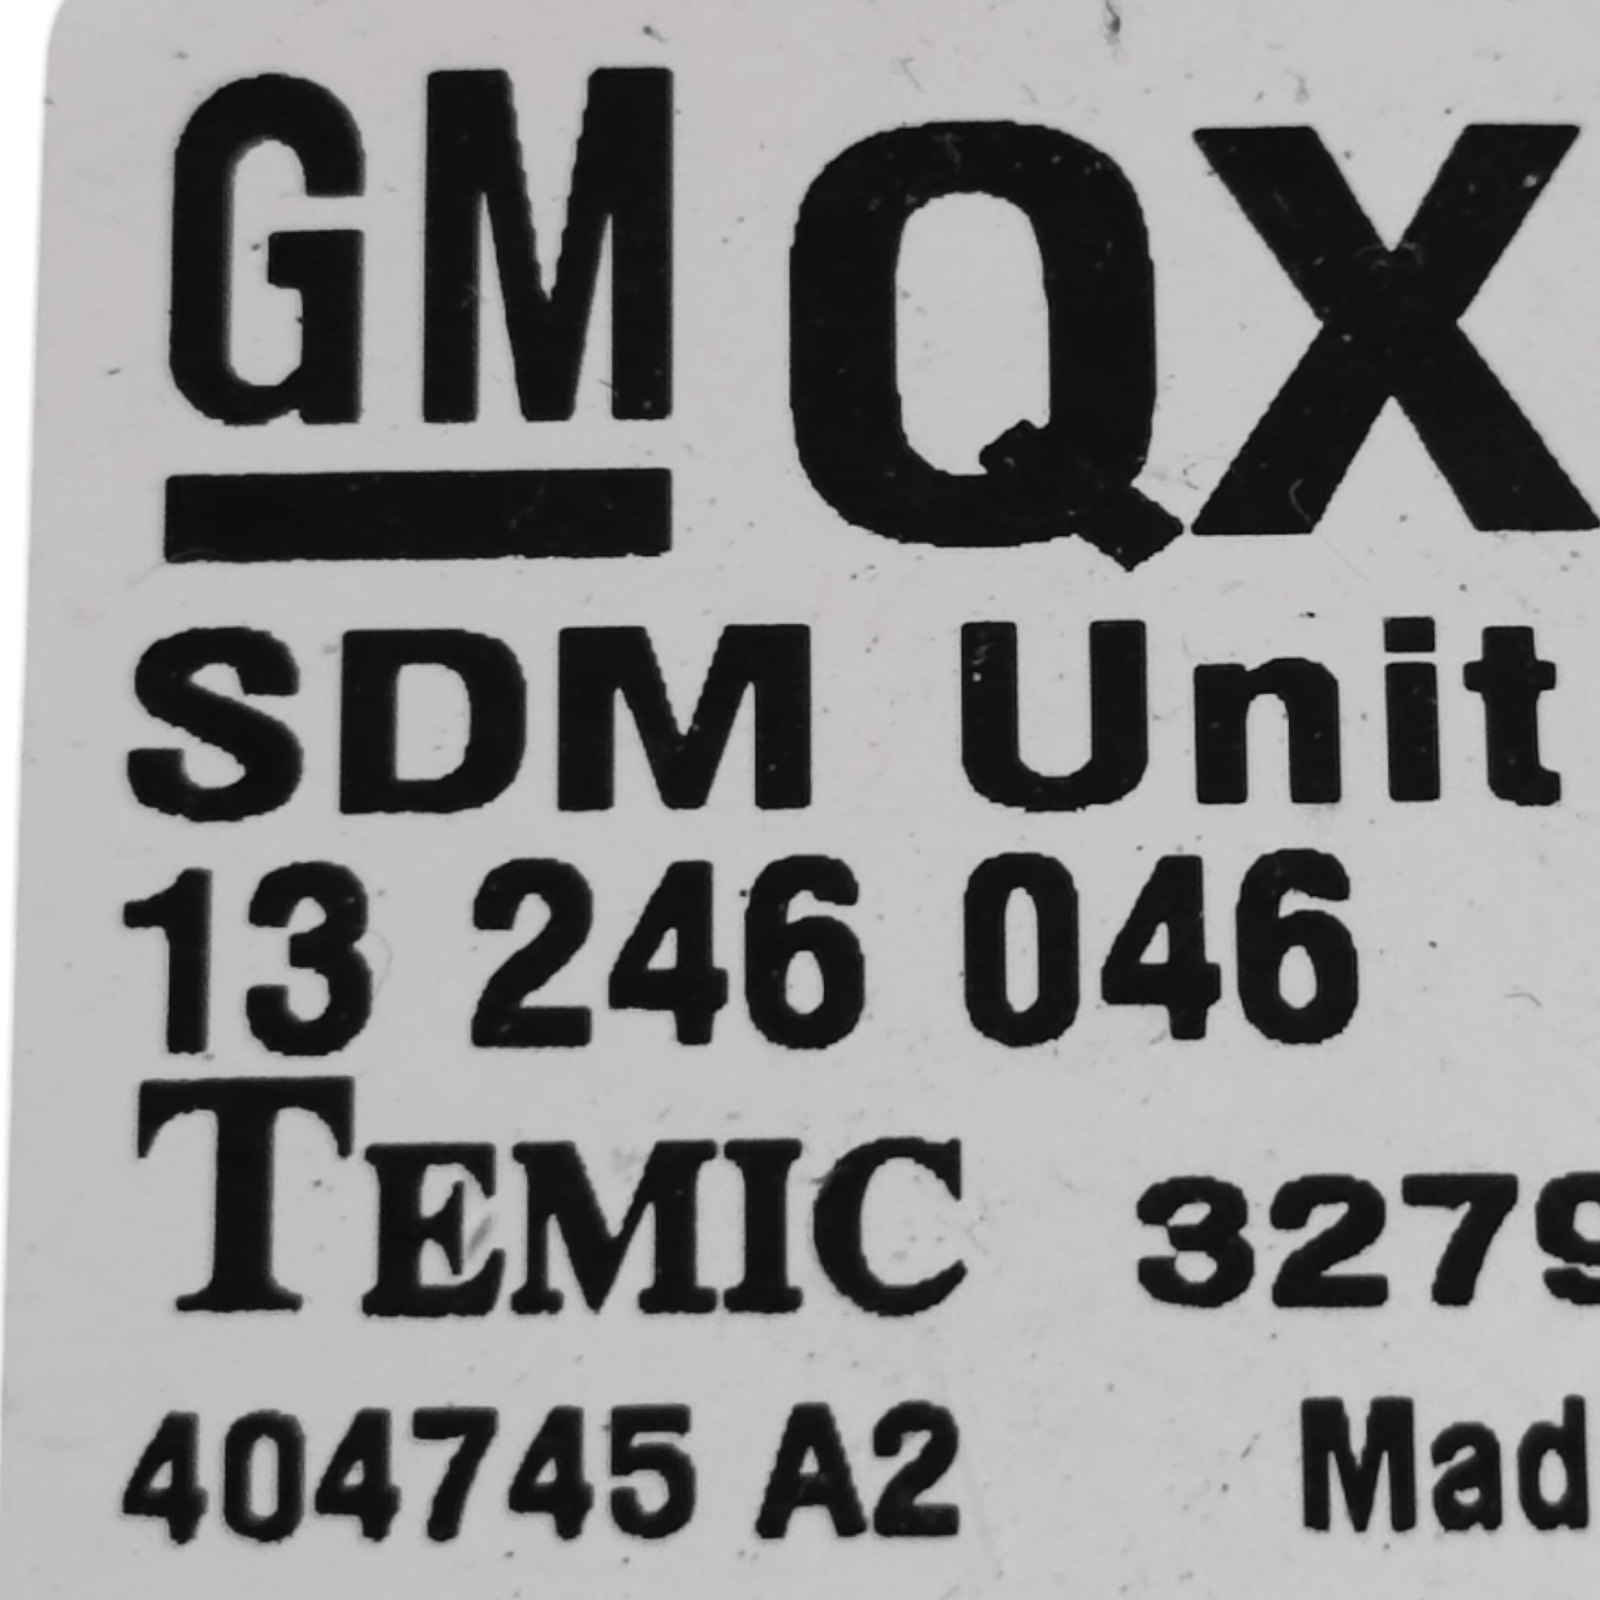 GM QX
SDM Unit
13 246 046
TEMIC 3279
404745 A2 Mad